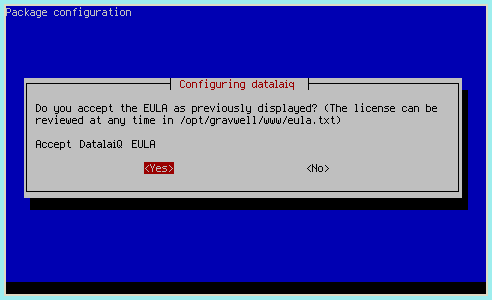 Package configuration
Configuring datalaiq
Do you accept the EULA as previously displayed? (The license can be
reviewed at any time in /opt/gravwell/www/eula.txt)
Accept DatalaiQ EULA
<Yes> <No>